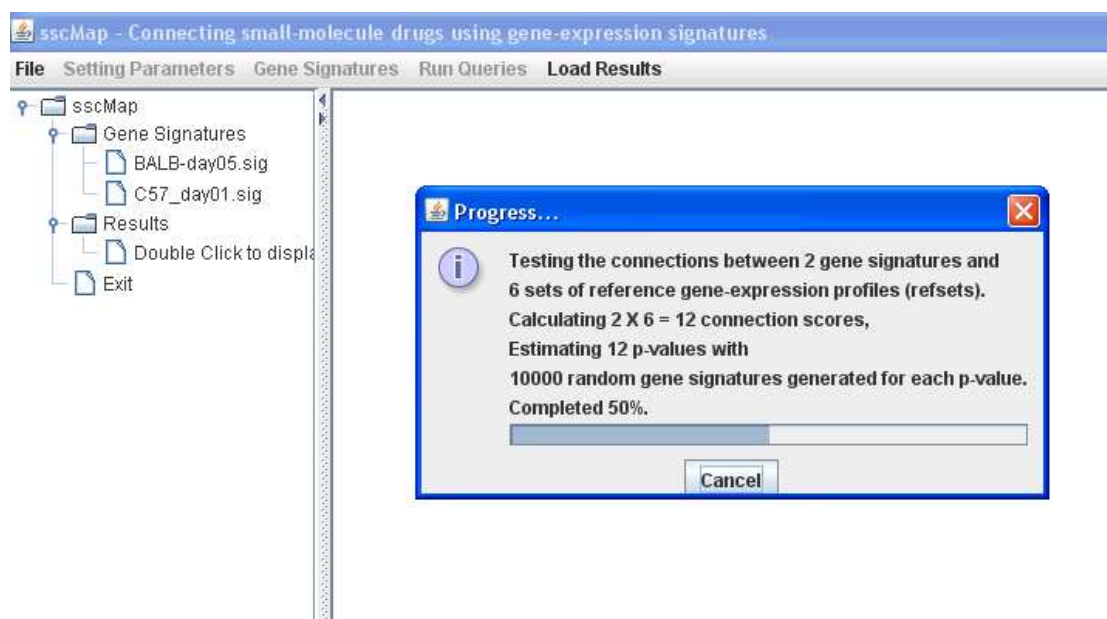 sscMap - Connecting small-molecule drugs using gene-expression signatures
File Setting Parameters Gene Signatures Run Queries Load Results
sscMap
Gene Signatures
BALB-day05.sig
C57_day01.sig
Results
Double Click to displa
Exit
Progress...
Testing the connections between 2 gene signatures and
6 sets of reference gene-expression profiles (refsets).
Calculating 2 X 6 = 12 connection scores,
Estimating 12 p-values with
10000 random gene signatures generated for each p-value.
Completed 50%.
Cancel